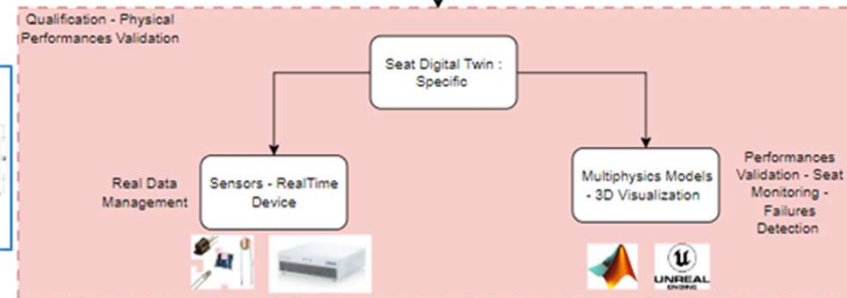 Qualification - Physical
Performances Validation
Seat Digital Twin :
Specific
Real Data
Management
Sensors - RealTime
Device
Multiphysics Models
- 3D Visualization
Performances
Validation - Seat
Monitoring -
Failures
Detection
UNREAL
ENGINE